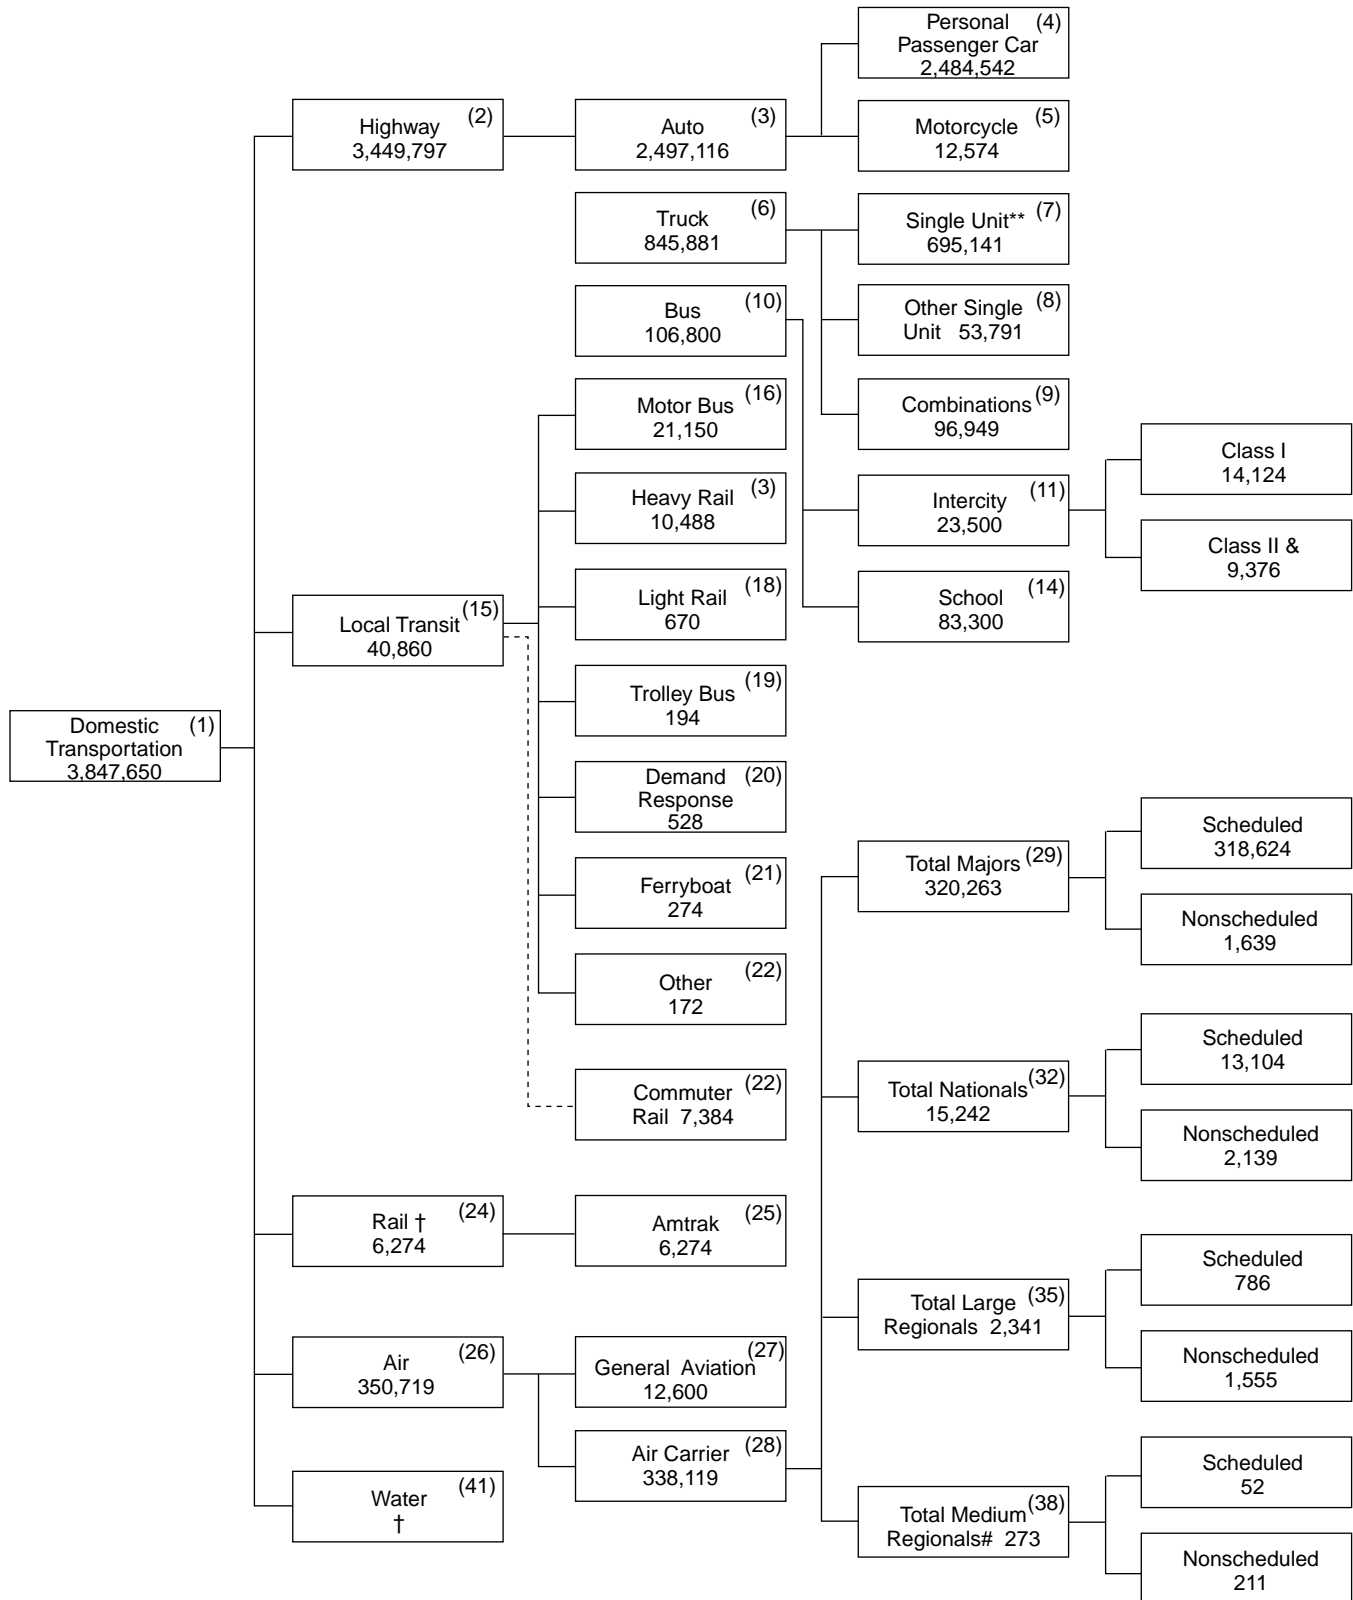 Domestic (1)
Transportation
3,847,650
Highway (2)
3,449,797
Auto (3)
2,497,116
Personal (4)
Passenger Car
2,484,542
Motorcycle (5)
12,574
Truck (6)
845,881
Single Unit** (7)
695,141
Other Single (8)
Unit 53,791
Combinations (9)
96,949
Bus (10)
106,800
Intercity (11)
23,500
Class I
14,124
Class II &
9,376
School (14)
83,300
Local Transit (15)
40,860
Motor Bus (16)
21,150
Heavy Rail (3)
10,488
Light Rail (18)
670
Trolley Bus (19)
194
Demand (20)
Response
528
Ferryboat (21)
274
Other (22)
172
Commuter (22)
Rail 7,384
Rail † (24)
6,274
Amtrak (25)
6,274
Air (26)
350,719
General Aviation (27)
12,600
Air Carrier (28)
338,119
Total Majors (29)
320,263
Scheduled
318,624
Nonscheduled
1,639
Total Nationals (32)
15,242
Scheduled
13,104
Nonscheduled
2,139
Total Large (35)
Regionals 2,341
Scheduled
786
Nonscheduled
1,555
Total Medium (38)
Regionals# 273
Scheduled
52
Nonscheduled
211
Water (41)
†